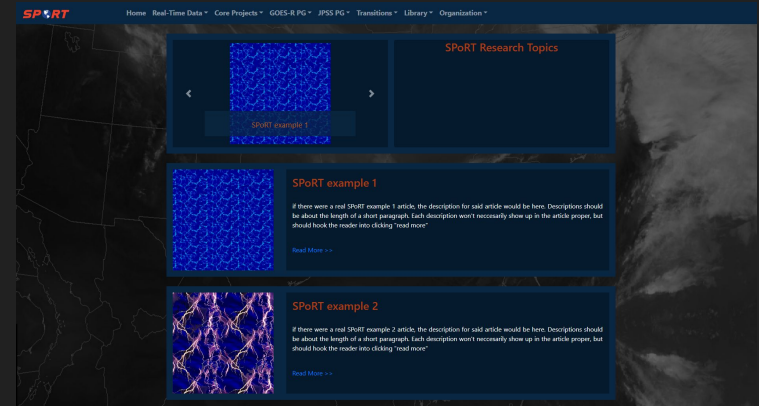 SPoRT
Home Real-Time Data Core Projects GOES-R PG JPSS PG Transitions Library Organization
SPoRT Research Topics
SPoRT example 1
SPoRT example 1
if there were a real SPoRT example 1 article, the description for said article would be here. Descriptions should
be about the length of a short paragraph. Each description won't neccesarily show up in the article proper, but
should hook the reader into clicking "read more"
Read More >>
SPoRT example 2
if there were a real SPoRT example 2 article, the description for said article would be here. Descriptions should
be about the length of a short paragraph. Each description won't neccesarily show up in the article proper, but
should hook the reader into clicking "read more"
Read More >>